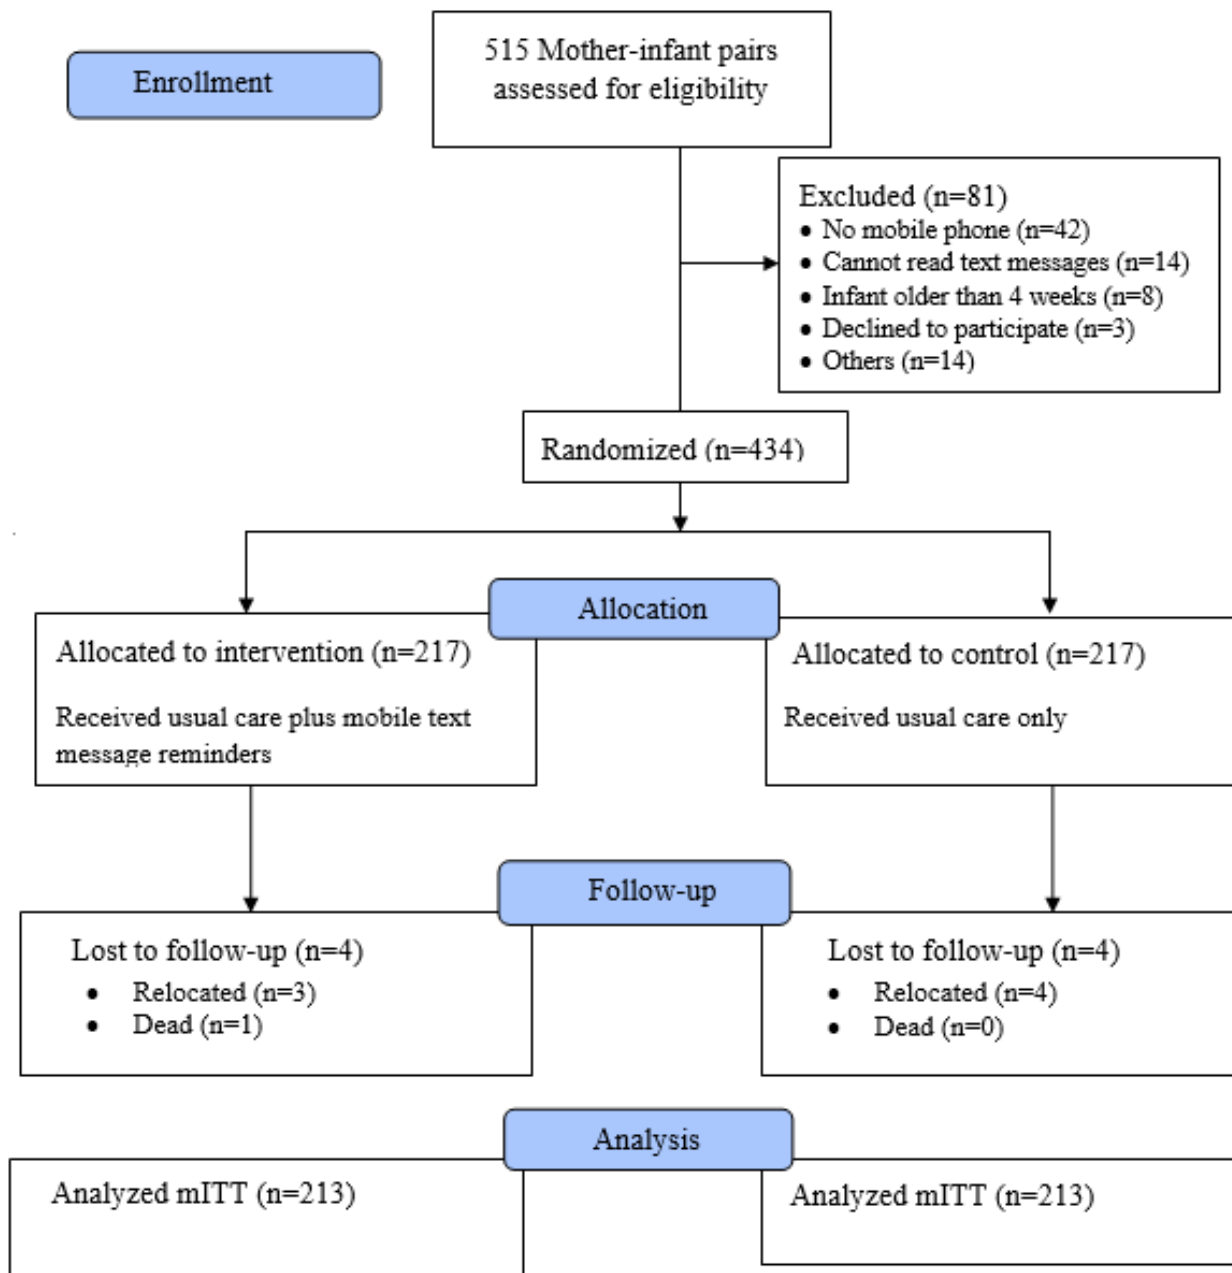 Enrollment
515 Mother-infant pairs
assessed for eligibility
Excluded (n=81)
• No mobile phone (n=42)
• Cannot read text messages (n=14)
• Infant older than 4 weeks (n=8)
• Declined to participate (n=3)
• Others (n=14)
Randomized (n=434)
Allocation
Allocated to intervention (n=217)
Received usual care plus mobile text
message reminders
Allocated to control (n=217)
Received usual care only
Follow-up
Lost to follow-up (n=4)
• Relocated (n=3)
• Dead (n=1)
Lost to follow-up (n=4)
• Relocated (n=4)
• Dead (n=0)
Analysis
Analyzed mITT (n=213)
Analyzed mITT (n=213)